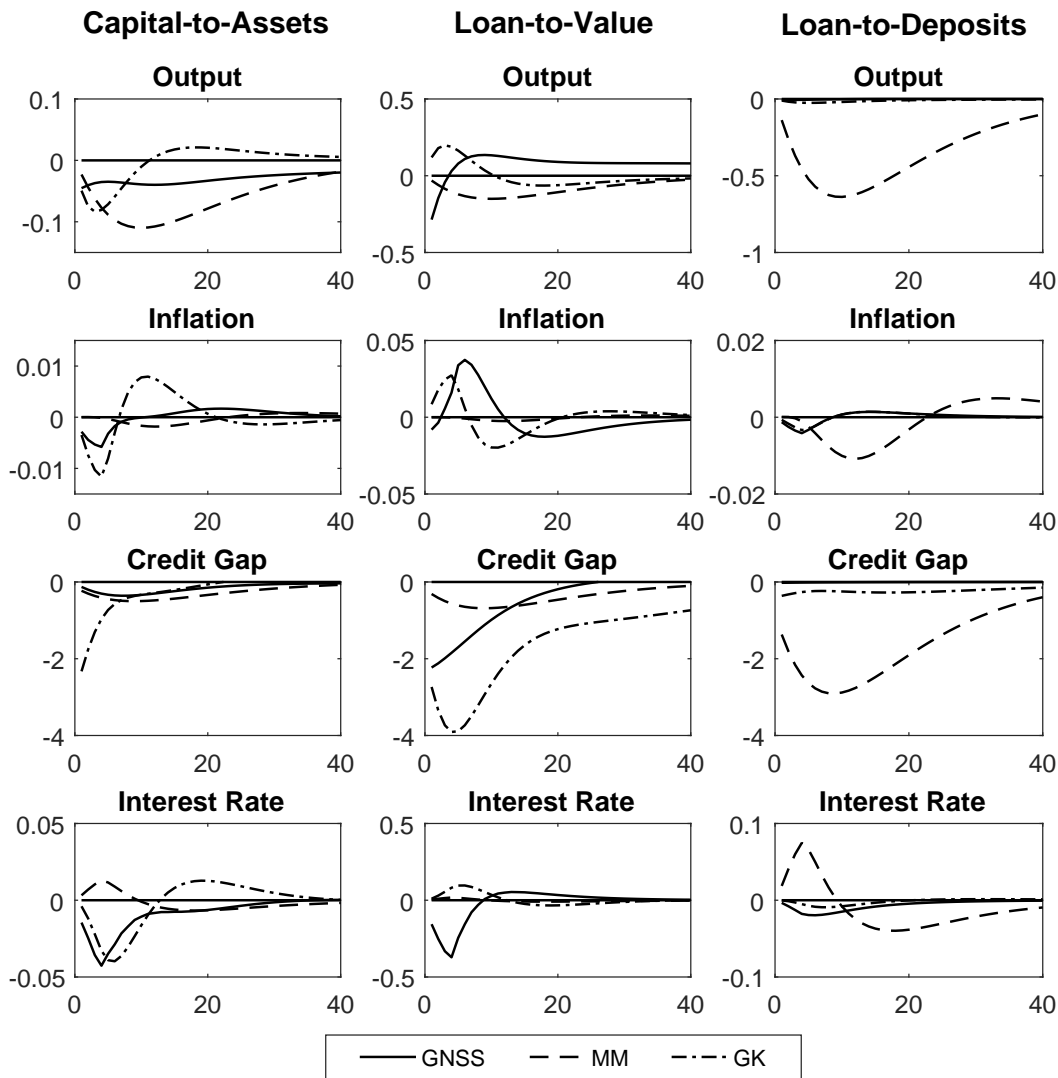 Capital-to-Assets Loan-to-Value Loan-to-Deposits
Output Output Output
0.1 0.5 0
0 0 -0.5
-0.1 -0.5 -1
0 20 40 0 20 40 0 20 40
Inflation Inflation Inflation
0.05 0.02
0.01
0 0 0
-0.01
-0.05 -0.02
0 20 40 0 20 40 0 20 40
Credit Gap Credit Gap Credit Gap
0 0 0
-2 -2 -2
-4 -4 -4
0 20 40 0 20 40 0 20 40
Interest Rate Interest Rate Interest Rate
0.05 0.5 0.1
0 0 0
-0.05 -0.5 -0.1
0 20 40 0 20 40 0 20 40
GNSS MM GK